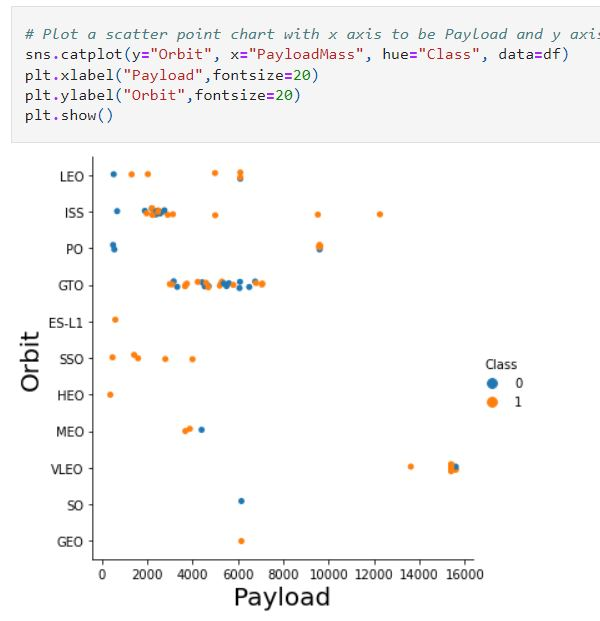 # Plot a scatter point chart with x axis to be Payload and y axis
sns.catplot(y="Orbit", x="PayloadMass", hue="Class", data=df)
plt.xlabel("Payload",fontsize=20)
plt.ylabel("Orbit",fontsize=20)
plt.show()
LEO
ISS
PO
GTO
ES-L1
SSO
HEO
MEO
VLEO
SO
GEO
Orbit
Class
0
1
0 2000 4000 6000 8000 10000 12000 14000 16000
Payload